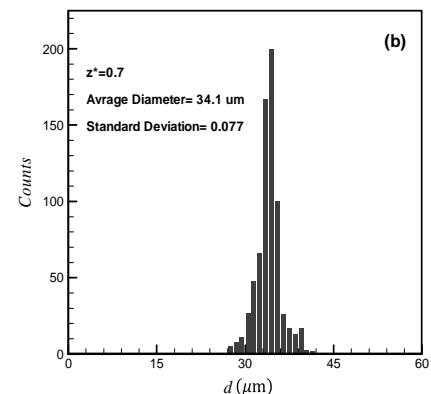 (b)
z*=0.7
Avrage Diameter= 34.1 um
Standard Deviation= 0.077
200
150
100
50
0
Counts
0 15 30 45 60
d (μm)